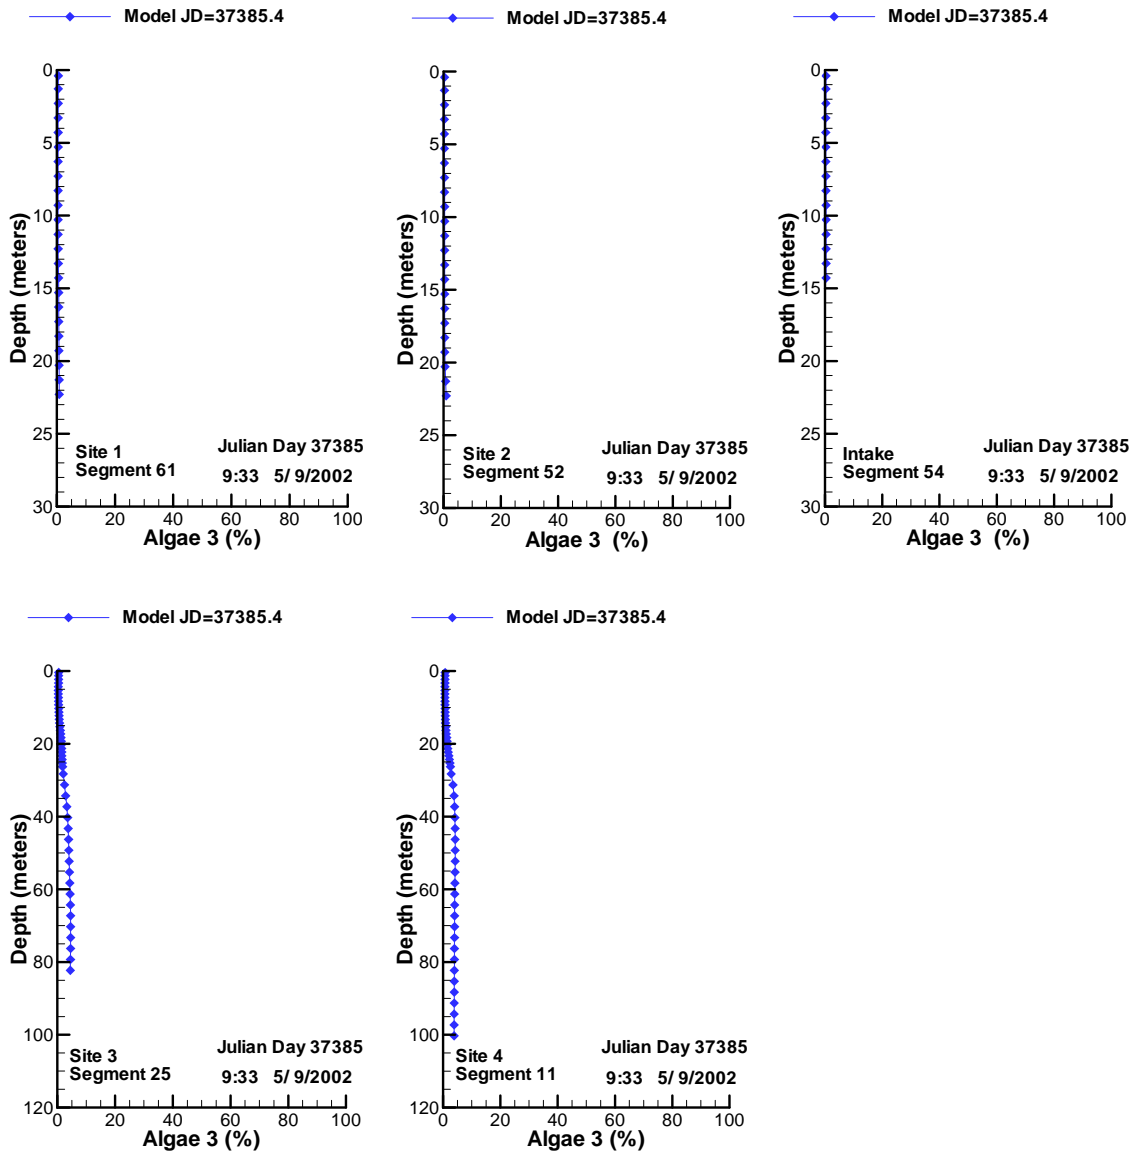 Model JD=37385.4
0
5
10
15
20
25
30
Depth (meters)
Site 1
Segment 61
Julian Day 37385
9:33 5/ 9/2002
0 20 40 60 80 100
Algae 3 (%)
Model JD=37385.4
0
5
10
15
20
25
30
Depth (meters)
Site 2
Segment 52
Julian Day 37385
9:33 5/ 9/2002
0 20 40 60 80 100
Algae 3 (%)
Model JD=37385.4
0
5
10
15
20
25
30
Depth (meters)
Intake
Segment 54
Julian Day 37385
9:33 5/ 9/2002
0 20 40 60 80 100
Algae 3 (%)
Model JD=37385.4
0
20
40
60
80
100
120
Depth (meters)
Site 3
Segment 25
Julian Day 37385
9:33 5/ 9/2002
0 20 40 60 80 100
Algae 3 (%)
Model JD=37385.4
0
20
40
60
80
100
120
Depth (meters)
Site 4
Segment 11
Julian Day 37385
9:33 5/ 9/2002
0 20 40 60 80 100
Algae 3 (%)